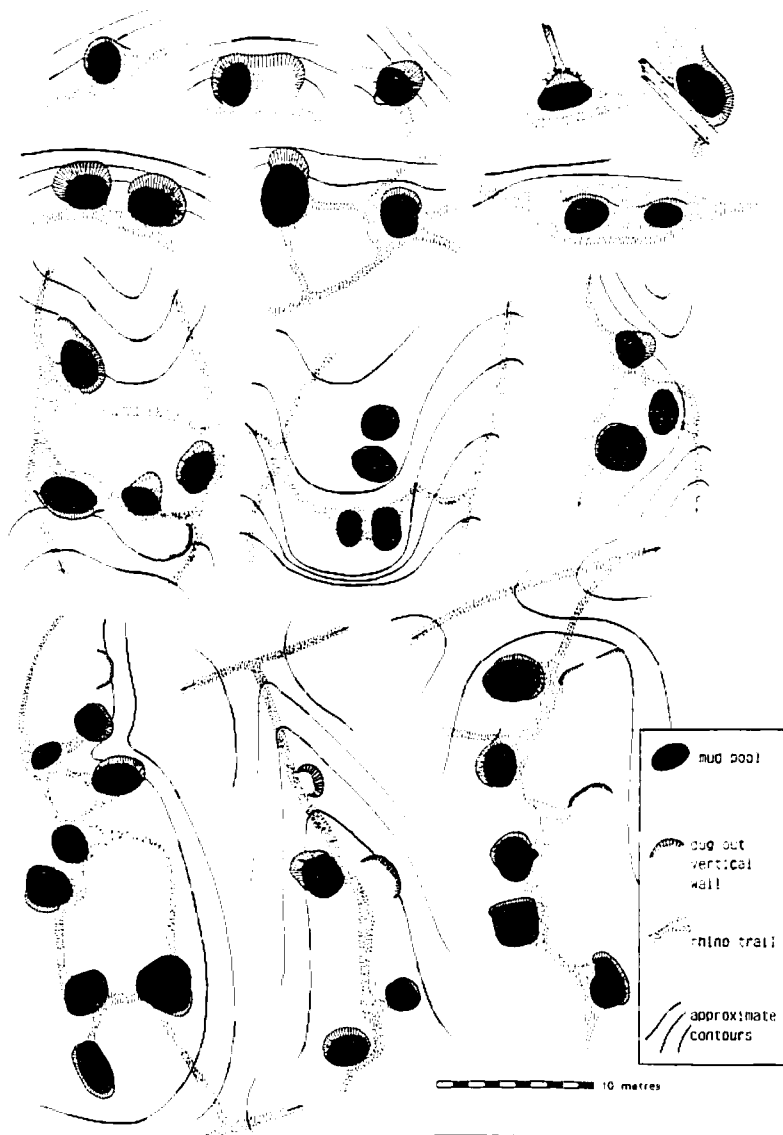 mud pool
dug out
vertical
wall
rhino trail
approximate
contours
10 metres